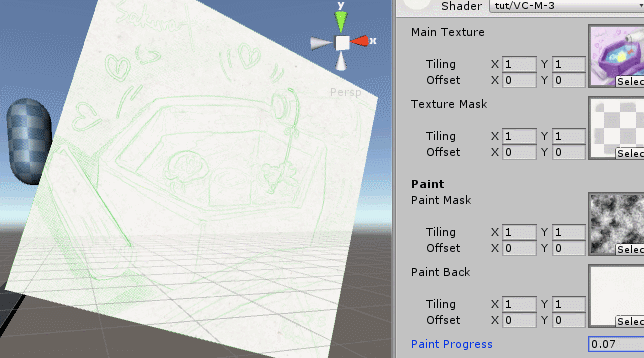 Shader tut/VC-M-3
y
x
Persp
Main Texture
Tiling X 1 Y 1
Offset X 0 Y 0
Selec
Texture Mask
Tiling X 1 Y 1
Offset X 0 Y 0
Selec
Paint
Paint Mask
Tiling X 1 Y 1
Offset X 0 Y 0
Selec
Paint Back
Tiling X 1 Y 1
Offset X 0 Y 0
Selec
Paint Progress 0.07